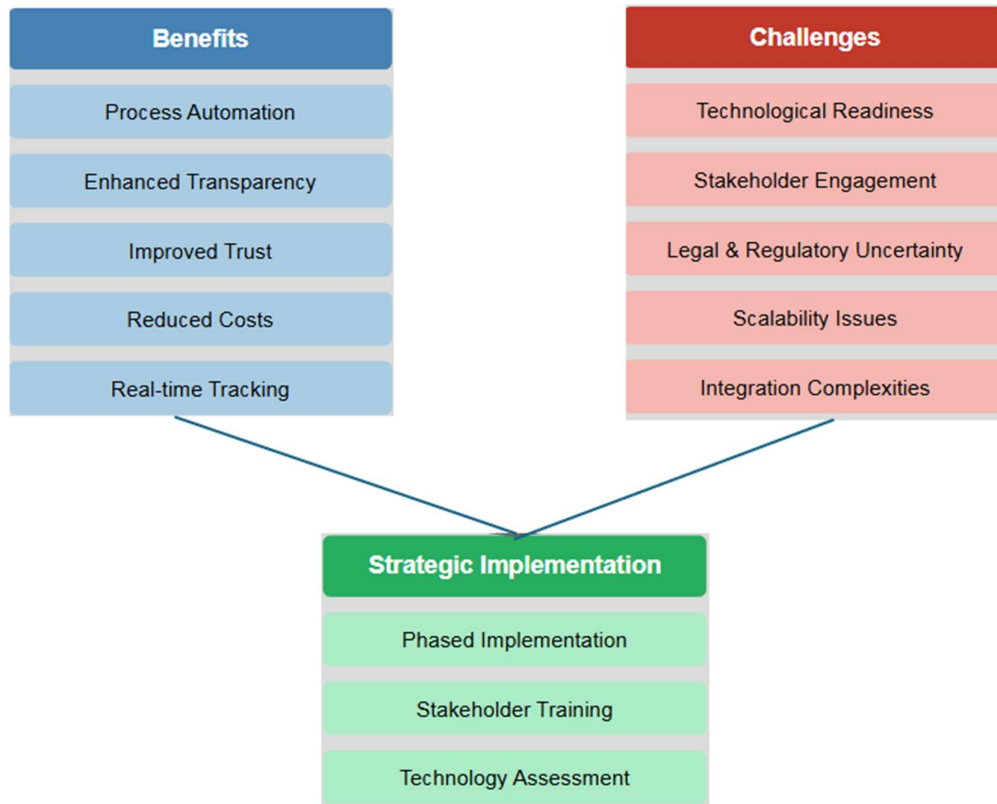 Benefits
Process Automation
Enhanced Transparency
Improved Trust
Reduced Costs
Real-time Tracking
Challenges
Technological Readiness
Stakeholder Engagement
Legal & Regulatory Uncertainty
Scalability Issues
Integration Complexities
Strategic Implementation
Phased Implementation
Stakeholder Training
Technology Assessment